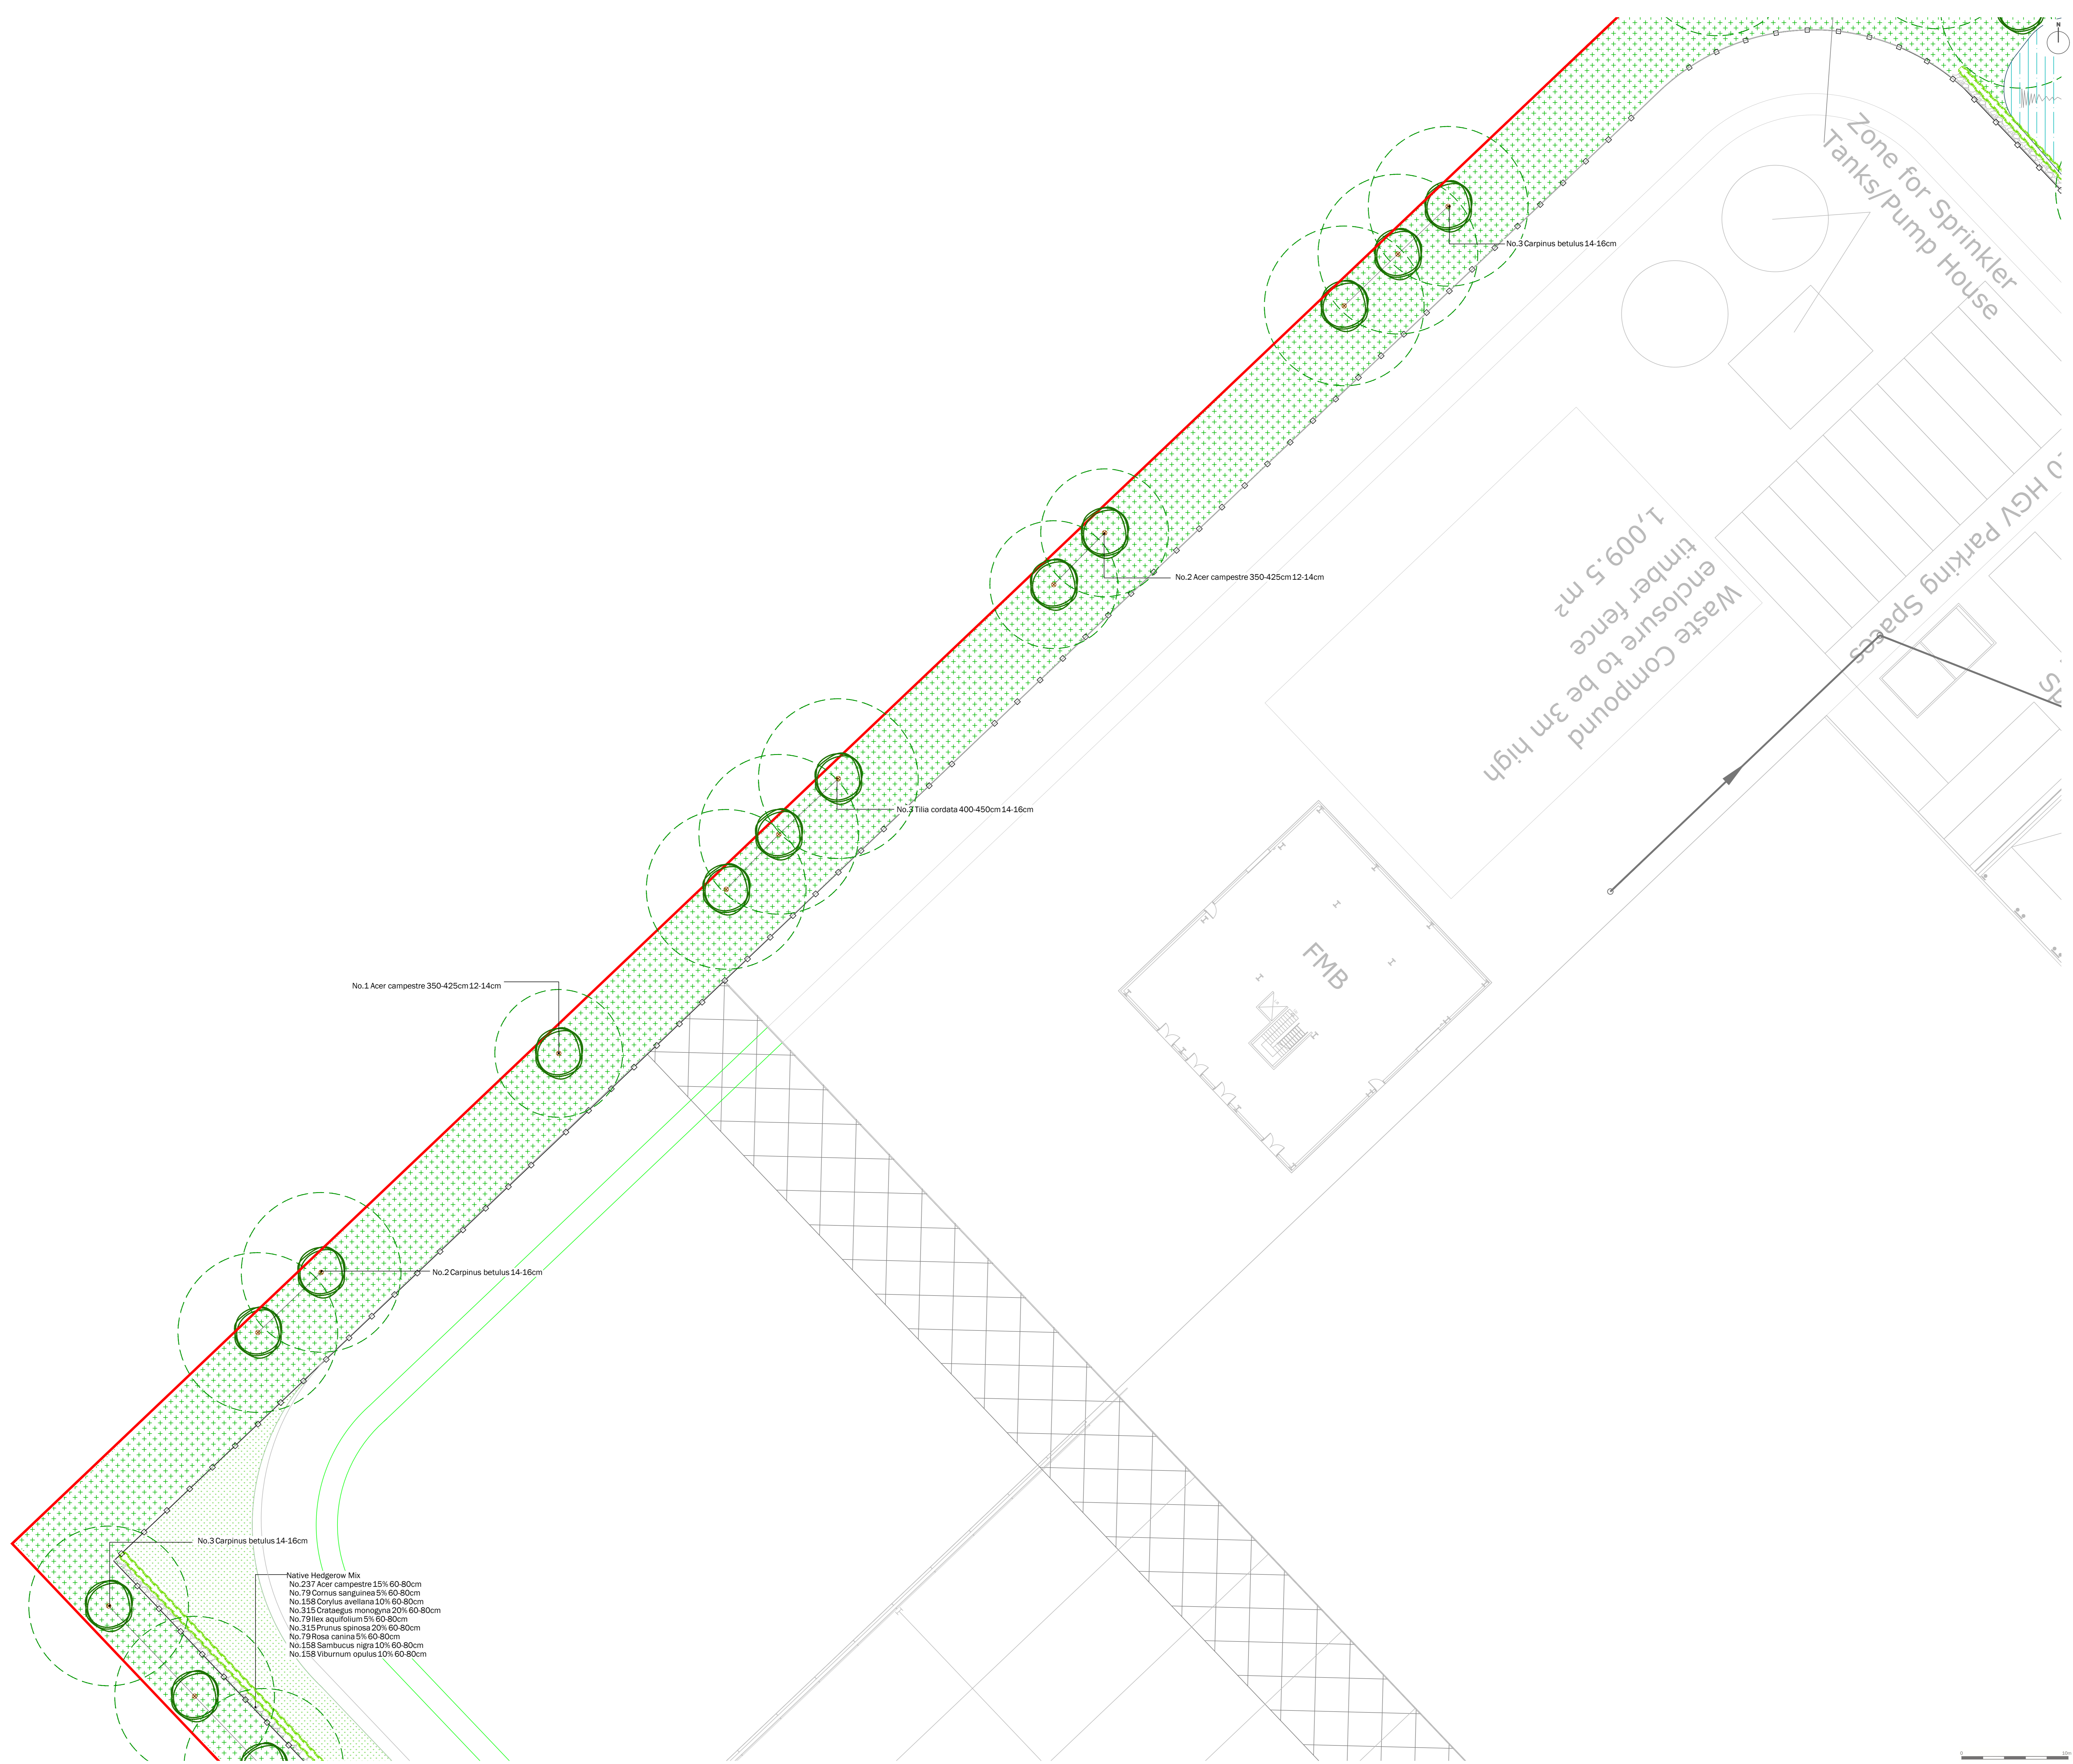 N
Zone for Sprinkler
Tanks/Pump House
No.3 Carpinus betulus 14-16cm
HGV Parking Spaces
No.2 Acer campestre 350-425cm 12-14cm
Waste Compound
enclosure to be 3m high
timber fence
1,009.5 m²
No.3 Tilia cordata 400-450cm 14-16cm
FMB
No.1 Acer campestre 350-425cm 12-14cm
No.2 Carpinus betulus 14-16cm
No.3 Carpinus betulus 14-16cm
Native Hedgerow Mix
No.237 Acer campestre 15% 60-80cm
No.79 Cornus sanguinea 5% 60-80cm
No.158 Corylus avellana 10% 60-80cm
No.315 Crataegus monogyna 20% 60-80cm
No.79 Ilex aquifolium 5% 60-80cm
No.315 Prunus spinosa 20% 60-80cm
No.79 Rosa canina 5% 60-80cm
No.158 Sambucus nigra 10% 60-80cm
No.158 Viburnum opulus 10% 60-80cm
0 10m